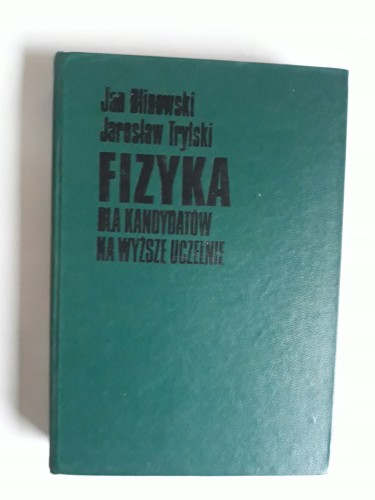 Jan Blinowski
Jarosław Trylski
FIZYKA
DLA KANDYDATÓW
NA WYŻSZE UCZELNIE